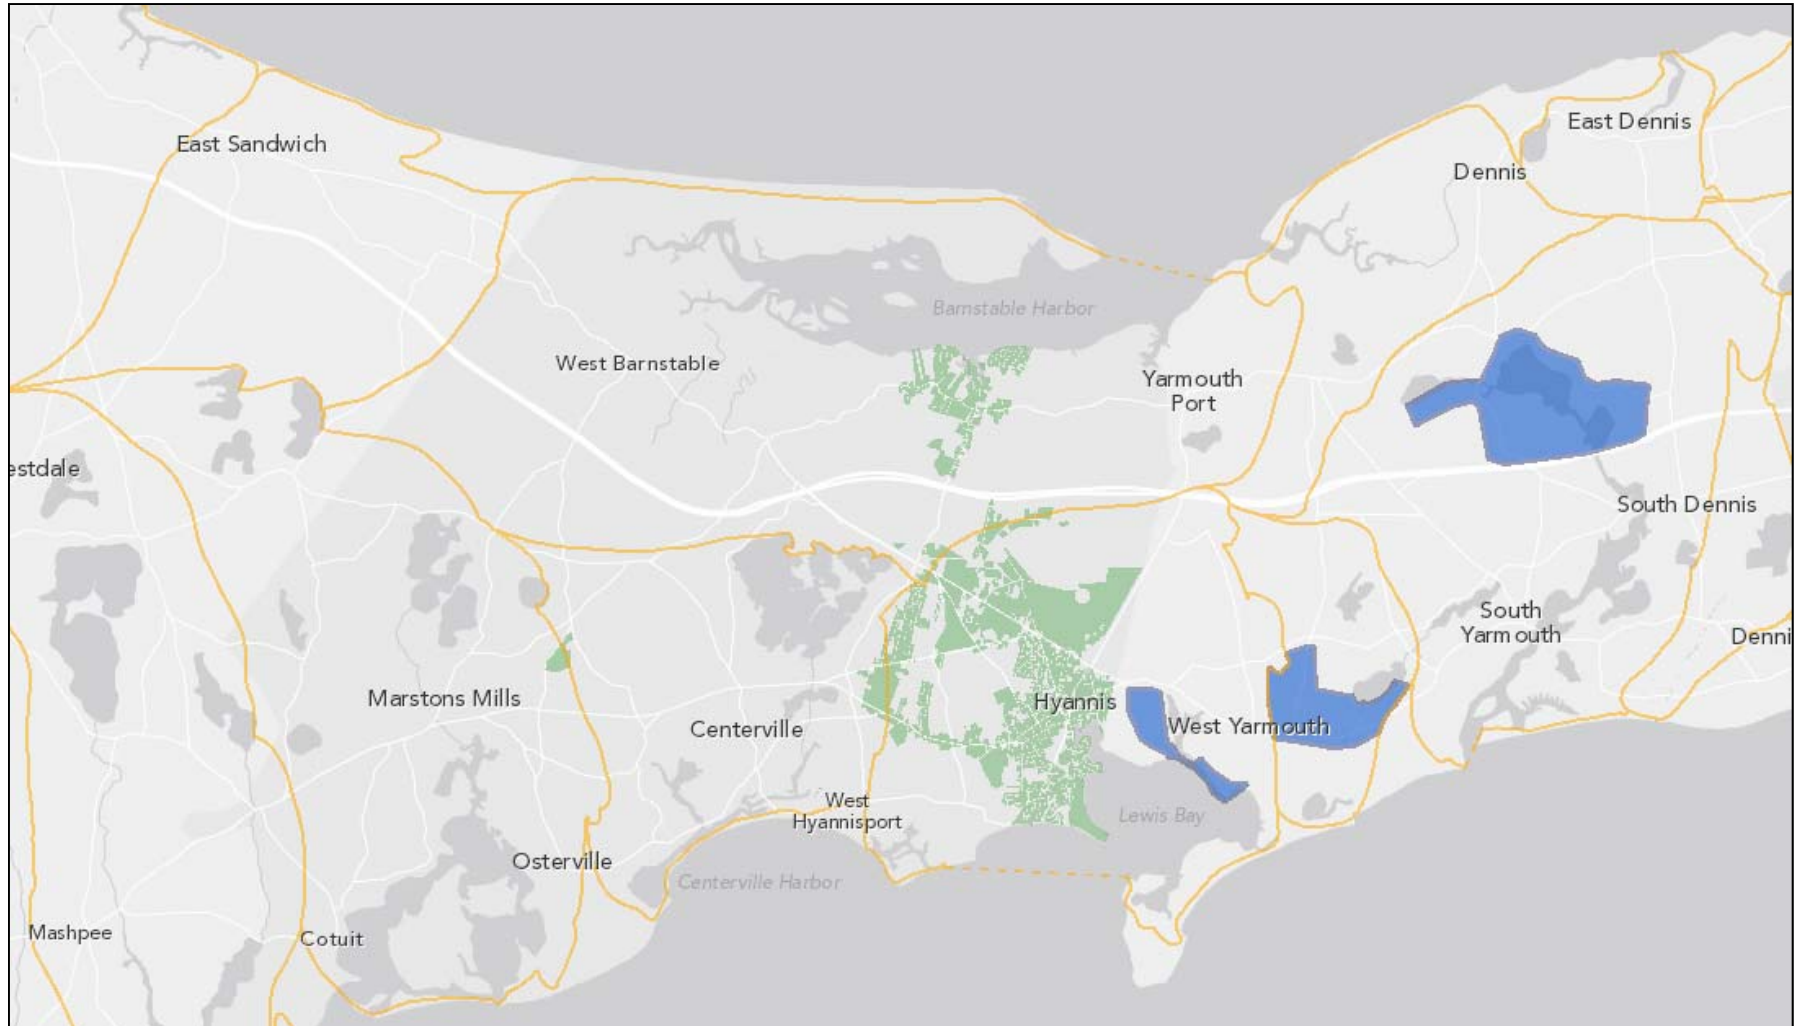 East Dennis
East Sandwich
Dennis
Barnstable Harbor
West Barnstable
Yarmouth
Port
estdale
South Dennis
South
Yarmouth
Denni
Marstons Mills
Hyannis
Centerville
West Yarmouth
West
Hyannisport
Lewis Bay
Osterville
Centerville Harbor
Mashpee
Cotuit